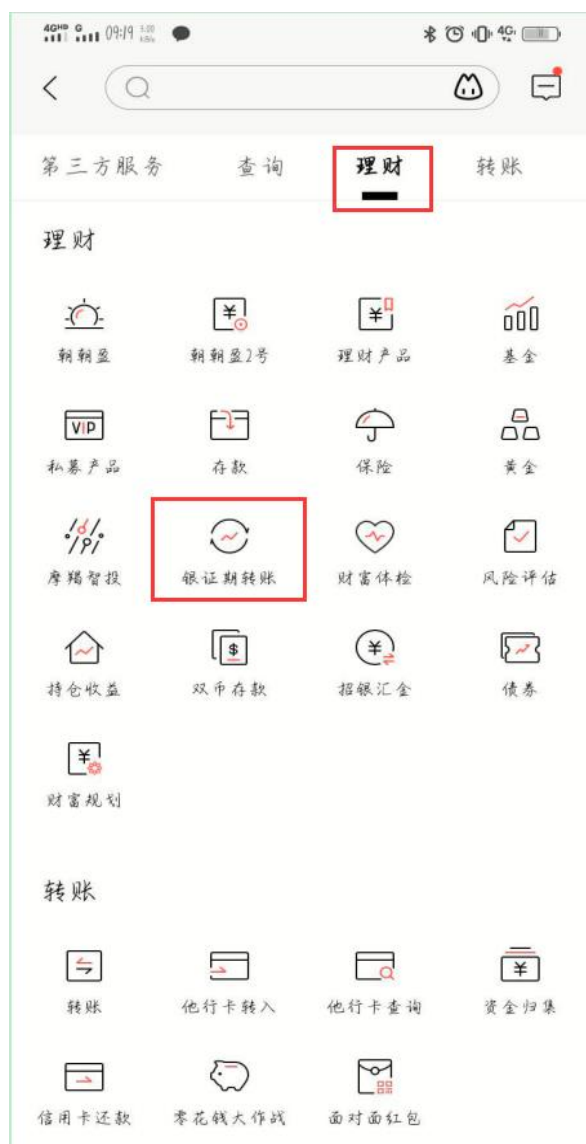 4GHD G 09:19 3.00 KB/s 4G
第三方服务 查询 理财 转账
理财
朝朝盈 朝朝盈2号 理财产品 基金
VIP
私募产品 存款 保险 黄金
摩羯智投 银证期转账 财富体检 风险评估
持仓收益 双币存款 招银汇金 债券
财富规划
转账
转账 他行卡转入 他行卡查询 资金归集
信用卡还款 零花钱大作战 面对面红包